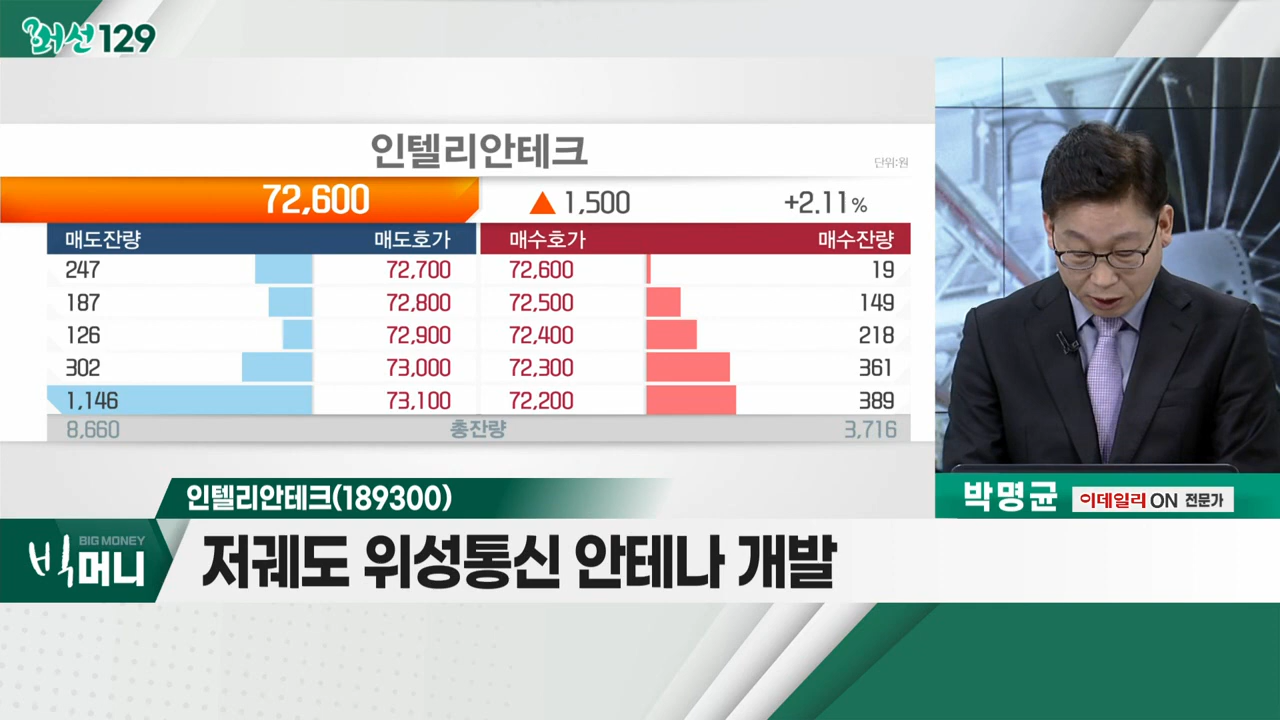 최선129
인텔리안테크
단위:원
72,600 ▲ 1,500 +2.11%
매도잔량 매도호가 매수호가 매수잔량
247 72,700 72,600 19
187 72,800 72,500 149
126 72,900 72,400 218
302 73,000 72,300 361
1,146 73,100 72,200 389
8,660 총잔량 3,716
박명균 이데일리ON 전문가
인텔리안테크(189300)
BIG MONEY
빅머니
저궤도 위성통신 안테나 개발